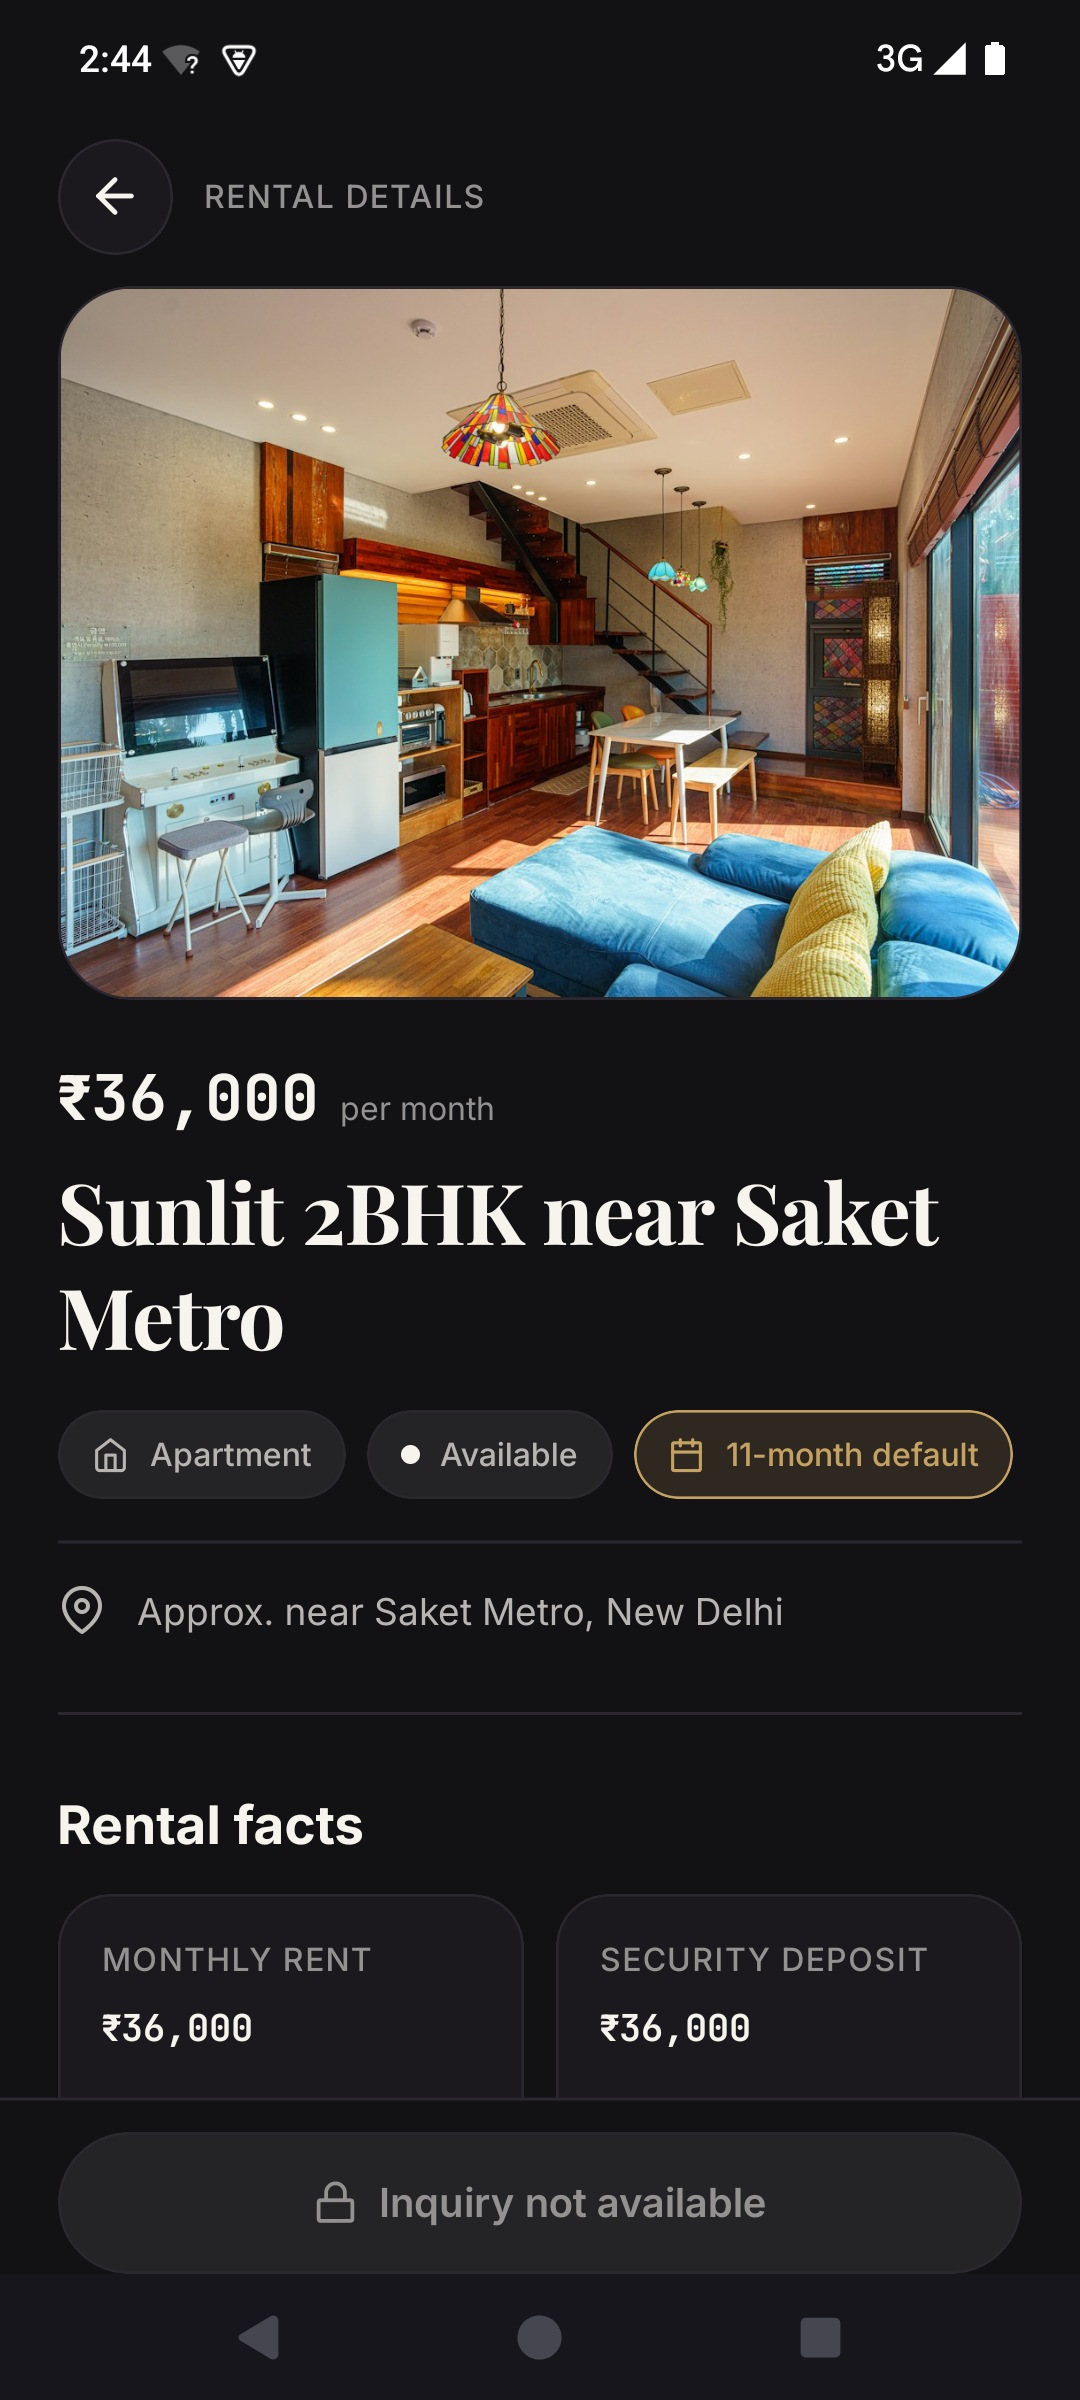 2:44
3G
RENTAL DETAILS
₹36,000 per month
Sunlit 2BHK near Saket
Metro
Apartment
Available
11-month default
Approx. near Saket Metro, New Delhi
Rental facts
MONTHLY RENT
₹36,000
SECURITY DEPOSIT
₹36,000
Inquiry not available